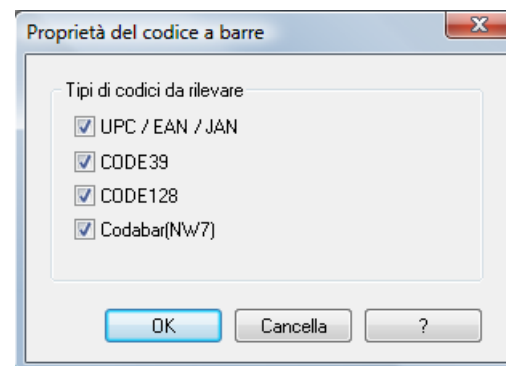 Proprietà del codice a barre
Tipi di codici da rilevare
UPC / EAN / JAN
CODE39
CODE128
Codabar(NW7)
OK Cancella ?